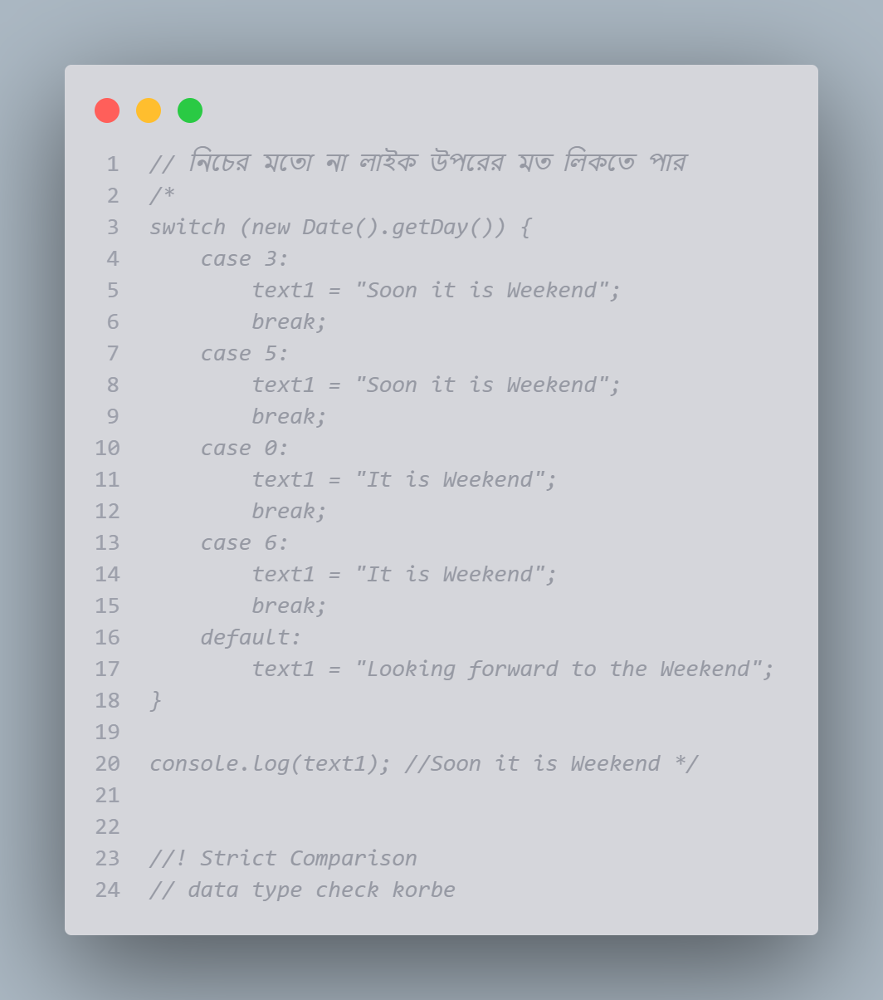 1 // নিচের মতো না লাইক উপরের মত লিকতে পার
2 /*
3 switch (new Date().getDay()) {
4     case 3:
5         text1 = "Soon it is Weekend";
6         break;
7     case 5:
8         text1 = "Soon it is Weekend";
9         break;
10     case 0:
11         text1 = "It is Weekend";
12         break;
13     case 6:
14         text1 = "It is Weekend";
15         break;
16     default:
17         text1 = "Looking forward to the Weekend";
18 }
19
20 console.log(text1); //Soon it is Weekend */
21
22
23 //! Strict Comparison
24 // data type check korbe